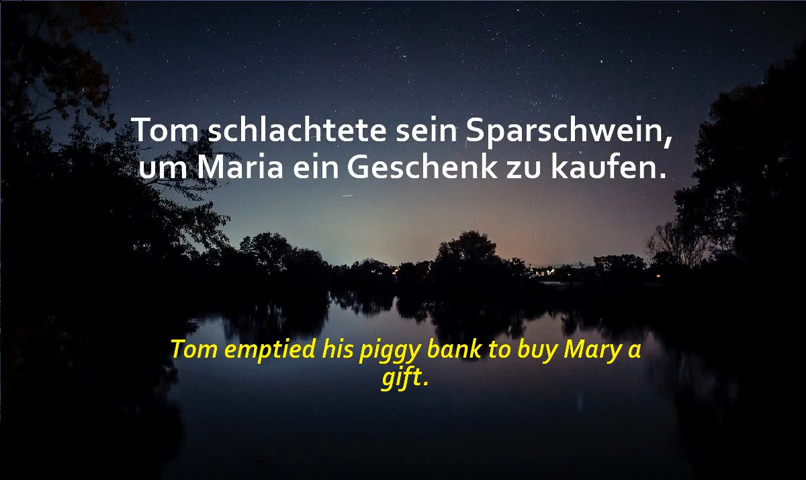 Tom schlachtete sein Sparschwein,
um Maria ein Geschenk zu kaufen.
Tom emptied his piggy bank to buy Mary a
gift.